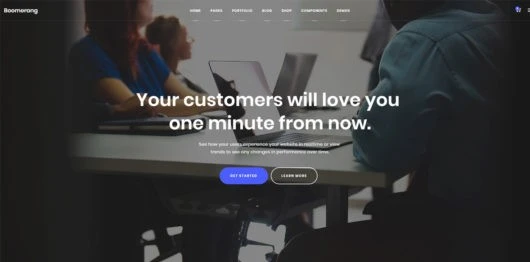 Boomerang
HOME PAGES PORTFOLIO BLOG SHOP COMPONENTS DEMOS
Your customers will love you
one minute from now.
See how your users experience your website in realtime or view
trends to see any changes in performance over time.
GET STARTED LEARN MORE